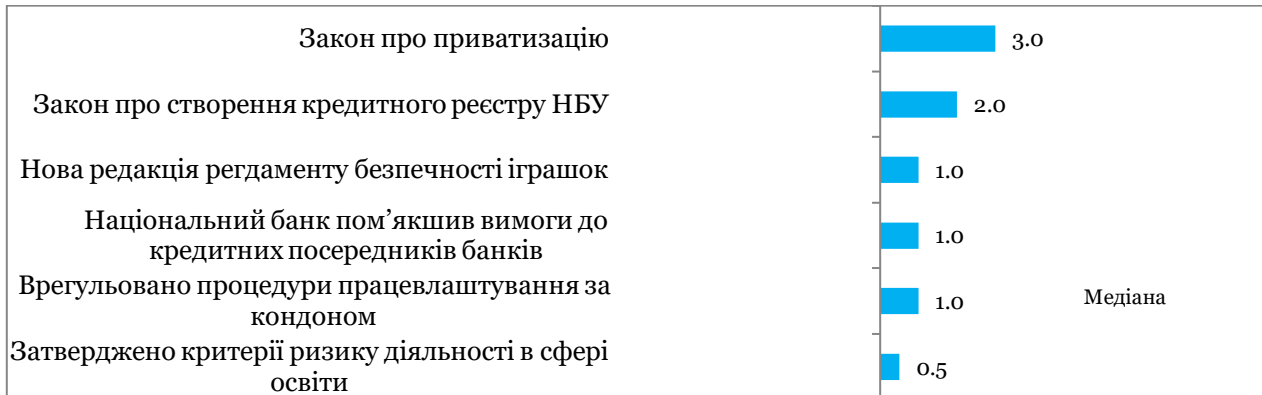 Закон про приватизацію
3.0
Закон про створення кредитного реєстру НБУ
2.0
Нова редакція регдаменту безпечності іграшок
1.0
Національний банк пом’якшив вимоги до
кредитних посередників банків
1.0
Врегульовано процедури працевлаштування за
кондоном
1.0
Медіана
Затверджено критерії ризику діяльності в сфері
освіти
0.5